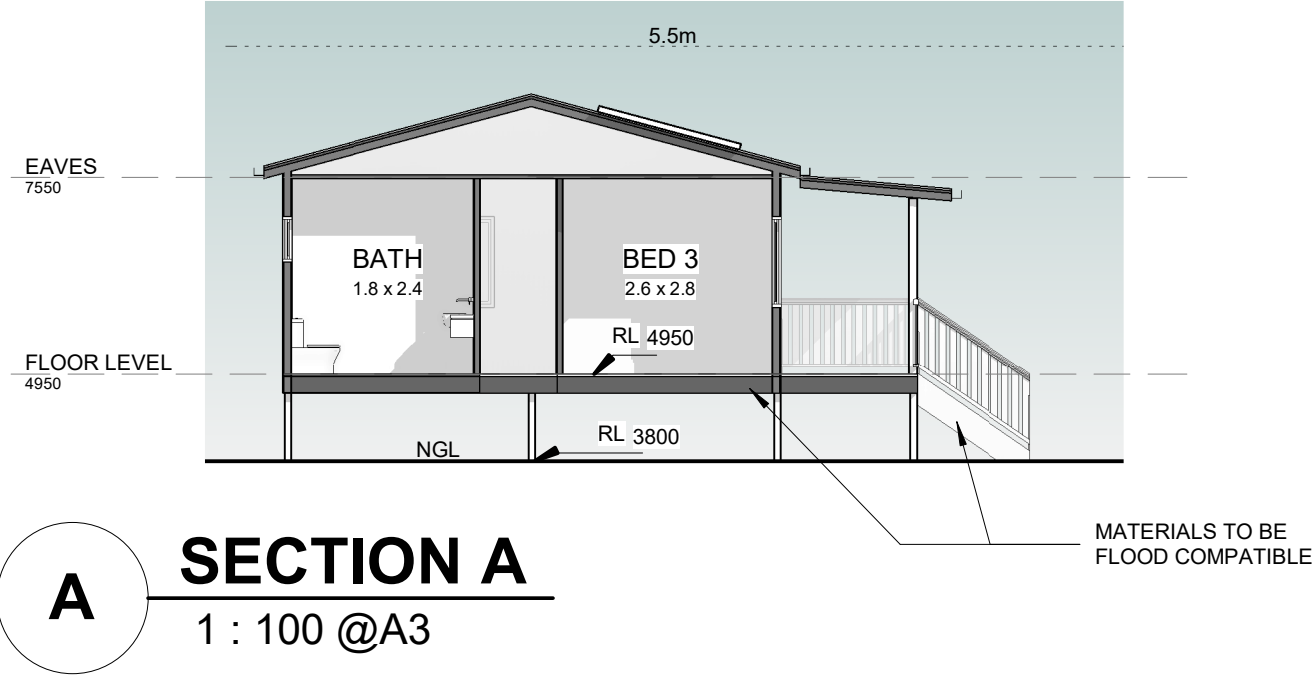 5.5m
EAVES
7550
BATH
1.8 x 2.4
BED 3
2.6 x 2.8
RL 4950
FLOOR LEVEL
4950
RL 3800
NGL
MATERIALS TO BE
FLOOD COMPATIBLE
A
SECTION A
1 : 100 @A3